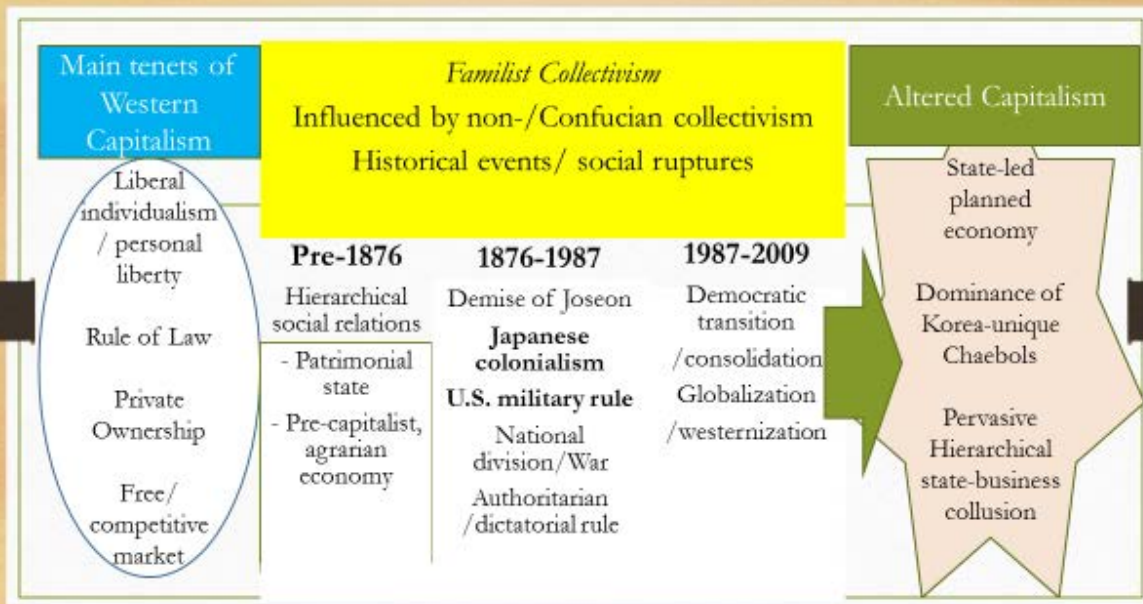 Main tenets of
Western
Capitalism
Liberal
individualism
/ personal
liberty
Rule of Law
Private
Ownership
Free/
competitive
market
Familist Collectivism
Influenced by non-/Confucian collectivism
Historical events/ social ruptures
Pre-1876
Hierarchical
social relations
- Patrimonial
state
- Pre-capitalist,
agrarian
economy
1876-1987
Demise of Joseon
Japanese
colonialism
U.S. military rule
National
division/War
Authoritarian
/dictatorial rule
1987-2009
Democratic
transition
/consolidation
Globalization
/westernization
Altered Capitalism
State-led
planned
economy
Dominance of
Korea-unique
Chaebols
Pervasive
Hierarchical
state-business
collusion